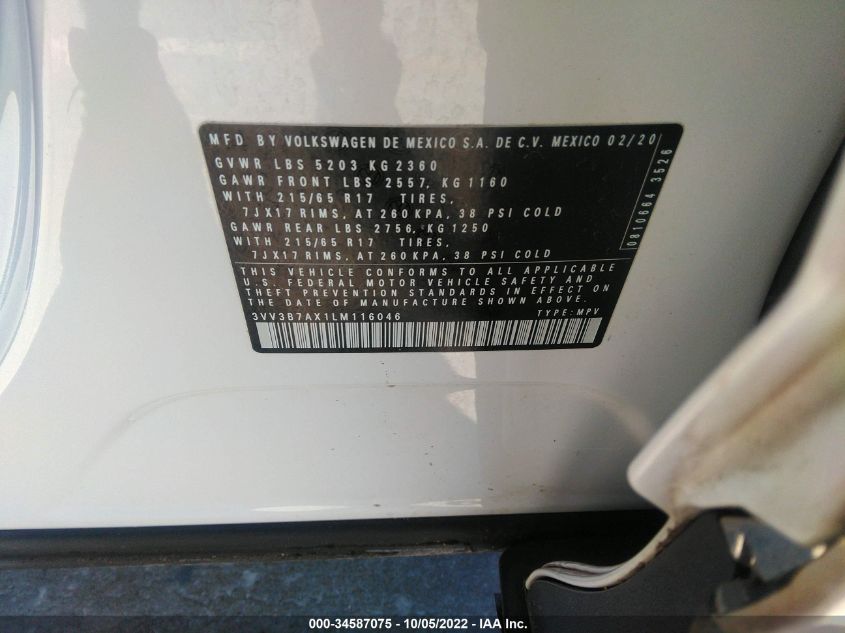 MFD BY VOLKSWAGEN DE MEXICO S.A. DE C.V. MEXICO 02/20
GVWR LBS 5203 KG 2360
GAWR FRONT LBS 2557, KG 1160
WITH 215/65 R17 TIRES,
7JX17 RIMS, AT 260 KPA, 38 PSI COLD
GAWR REAR LBS 2756, KG 1250
WITH 215/65 R17 TIRES,
7JX17 RIMS, AT 260 KPA, 38 PSI COLD
THIS VEHICLE CONFORMS TO ALL APPLICABLE
U.S. FEDERAL MOTOR VEHICLE SAFETY AND
THEFT PREVENTION STANDARDS IN EFFECT ON
THE DATE OF MANUFACTURE SHOWN ABOVE.
3VV3B7AX1LM116046 TYPE: MPV
0810664 3526
000-34587075 - 10/05/2022 - IAA Inc.